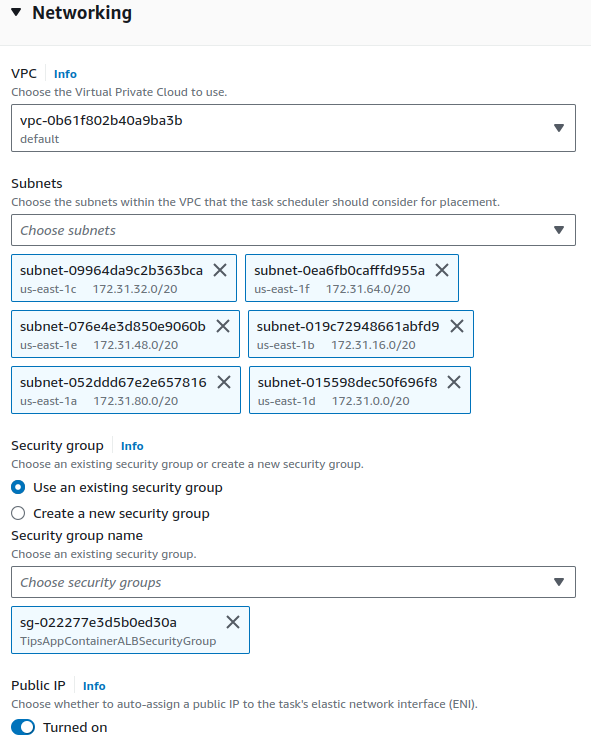 Networking
VPC Info
Choose the Virtual Private Cloud to use.
vpc-0b61f802b40a9ba3b
default
Subnets
Choose the subnets within the VPC that the task scheduler should consider for placement.
Choose subnets
subnet-09964da9c2b363bca subnet-0ea6fb0cafffd955a
us-east-1c 172.31.32.0/20 us-east-1f 172.31.64.0/20
subnet-076e4e3d850e9060b subnet-019c72948661abfd9
us-east-1e 172.31.48.0/20 us-east-1b 172.31.16.0/20
subnet-052ddd67e2e657816 subnet-015598dec50f696f8
us-east-1a 172.31.80.0/20 us-east-1d 172.31.0.0/20
Security group Info
Choose an existing security group or create a new security group.
Use an existing security group
Create a new security group
Security group name
Choose an existing security group.
Choose security groups
sg-022277e3d5b0ed30a
TipsAppContainerALBSecurityGroup
Public IP Info
Choose whether to auto-assign a public IP to the task's elastic network interface (ENI).
Turned on